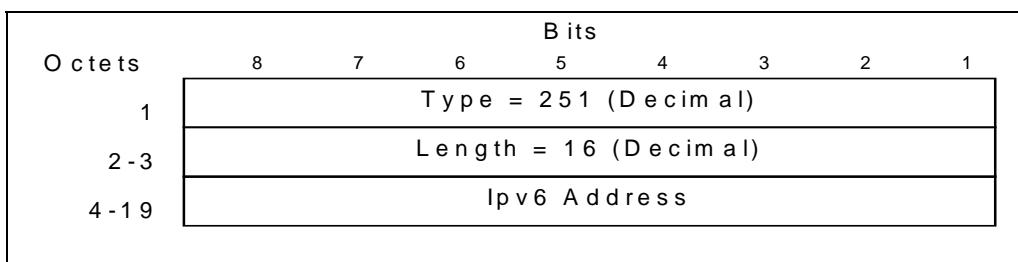 Bits
Octets 8 7 6 5 4 3 2 1
1 Type = 251 (Decimal)
2-3 Length = 16 (Decimal)
4-19 Ipv6 Address